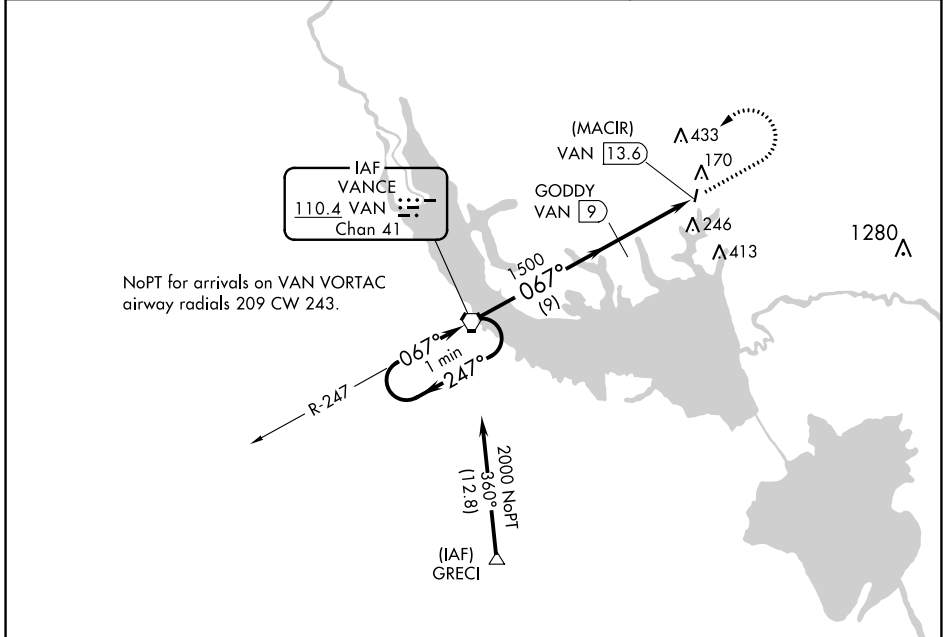 (MACIR)
VAN 13.6
433
170
IAF
VANCE
110.4 VAN
Chan 41
GODDY
VAN 9
246
413
1280
NoPT for arrivals on VAN VORTAC
airway radials 209 CW 243.
1500
067°
(9)
067°
1 min
247°
R-247
2000 NoPT
360°
(12.8)
(IAF)
GRECI